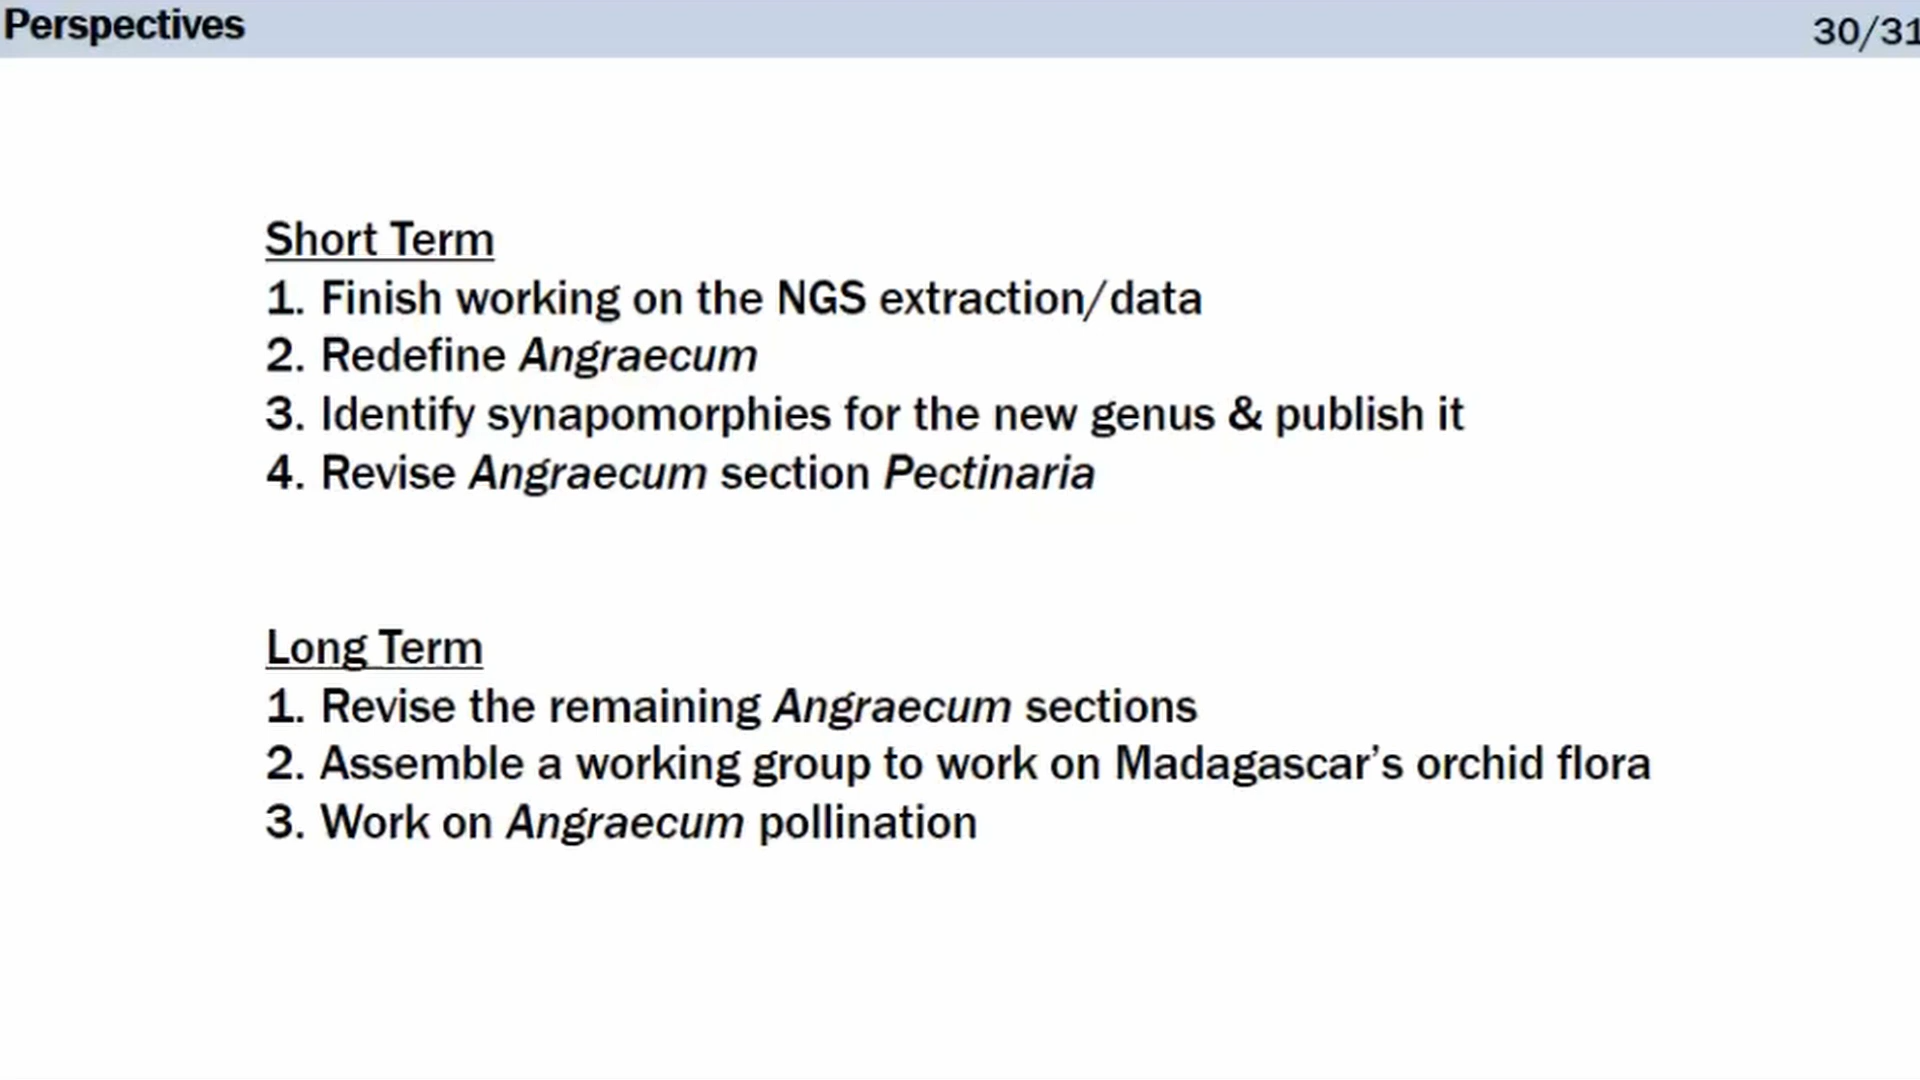 Perspectives
30/31
Short Term
1. Finish working on the NGS extraction/data
2. Redefine Angraecum
3. Identify synapomorphies for the new genus & publish it
4. Revise Angraecum section Pectinaria
Long Term
1. Revise the remaining Angraecum sections
2. Assemble a working group to work on Madagascar’s orchid flora
3. Work on Angraecum pollination